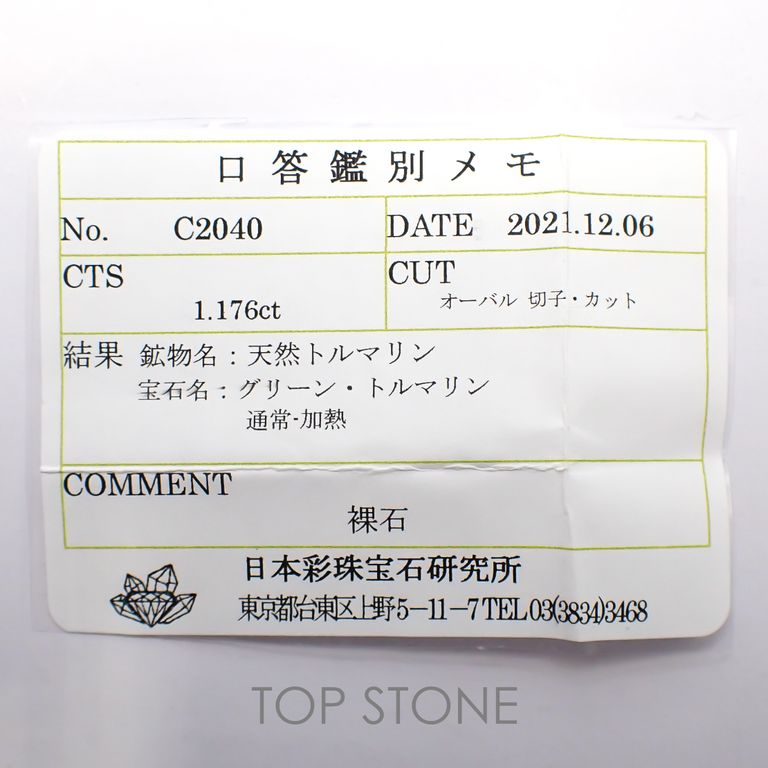 口答鑑別メモ
No. C2040
DATE 2021.12.06
CTS
1.176ct
CUT
オーバル 切子・カット
結果 鉱物名：天然トルマリン
宝石名：グリーン・トルマリン
通常-加熱
COMMENT
裸石
日本彩珠宝石研究所
東京都台東区上野5-11-7 TEL 03(3834)3468
TOP STONE